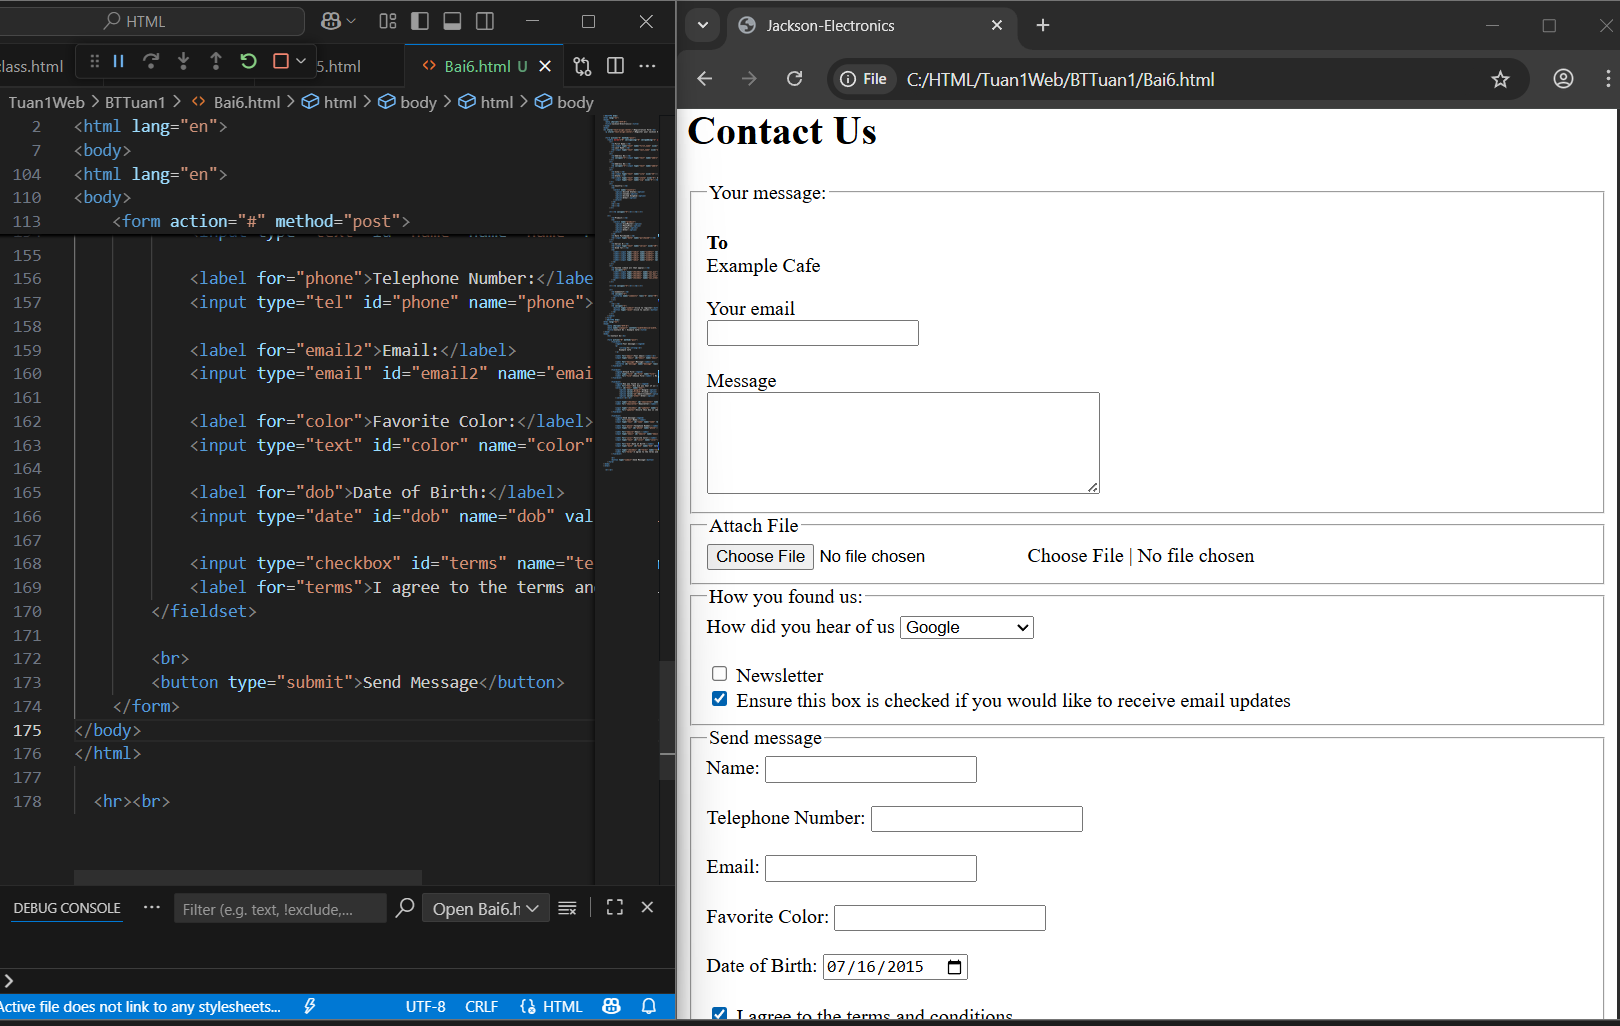 HTML
class.html
5.html
Bai6.html U
Tuan1Web > BTTuan1 > Bai6.html > html > body > html > body
2 <html lang="en">
7 <body>
104 <html lang="en">
110 <body>
113 <form action="#" method="post">
155
156 <label for="phone">Telephone Number:</labe
157 <input type="tel" id="phone" name="phone">
158
159 <label for="email2">Email:</label>
160 <input type="email" id="email2" name="emai
161
162 <label for="color">Favorite Color:</label>
163 <input type="text" id="color" name="color"
164
165 <label for="dob">Date of Birth:</label>
166 <input type="date" id="dob" name="dob" val
167
168 <input type="checkbox" id="terms" name="te
169 <label for="terms">I agree to the terms an
170 </fieldset>
171
172 <br>
173 <button type="submit">Send Message</button>
174 </form>
175 </body>
176 </html>
177
178 <hr><br>
DEBUG CONSOLE
Filter (e.g. text, !exclude,...
Open Bai6.h
Active file does not link to any stylesheets...
UTF-8 CRLF HTML
Jackson-Electronics
File C:/HTML/Tuan1Web/BTTuan1/Bai6.html
Contact Us
Your message:
To
Example Cafe
Your email
Message
Attach File
Choose File No file chosen Choose File | No file chosen
How you found us:
How did you hear of us Google
Newsletter
Ensure this box is checked if you would like to receive email updates
Send message
Name:
Telephone Number:
Email:
Favorite Color:
Date of Birth: 07/16/2015
I agree to the terms and conditions